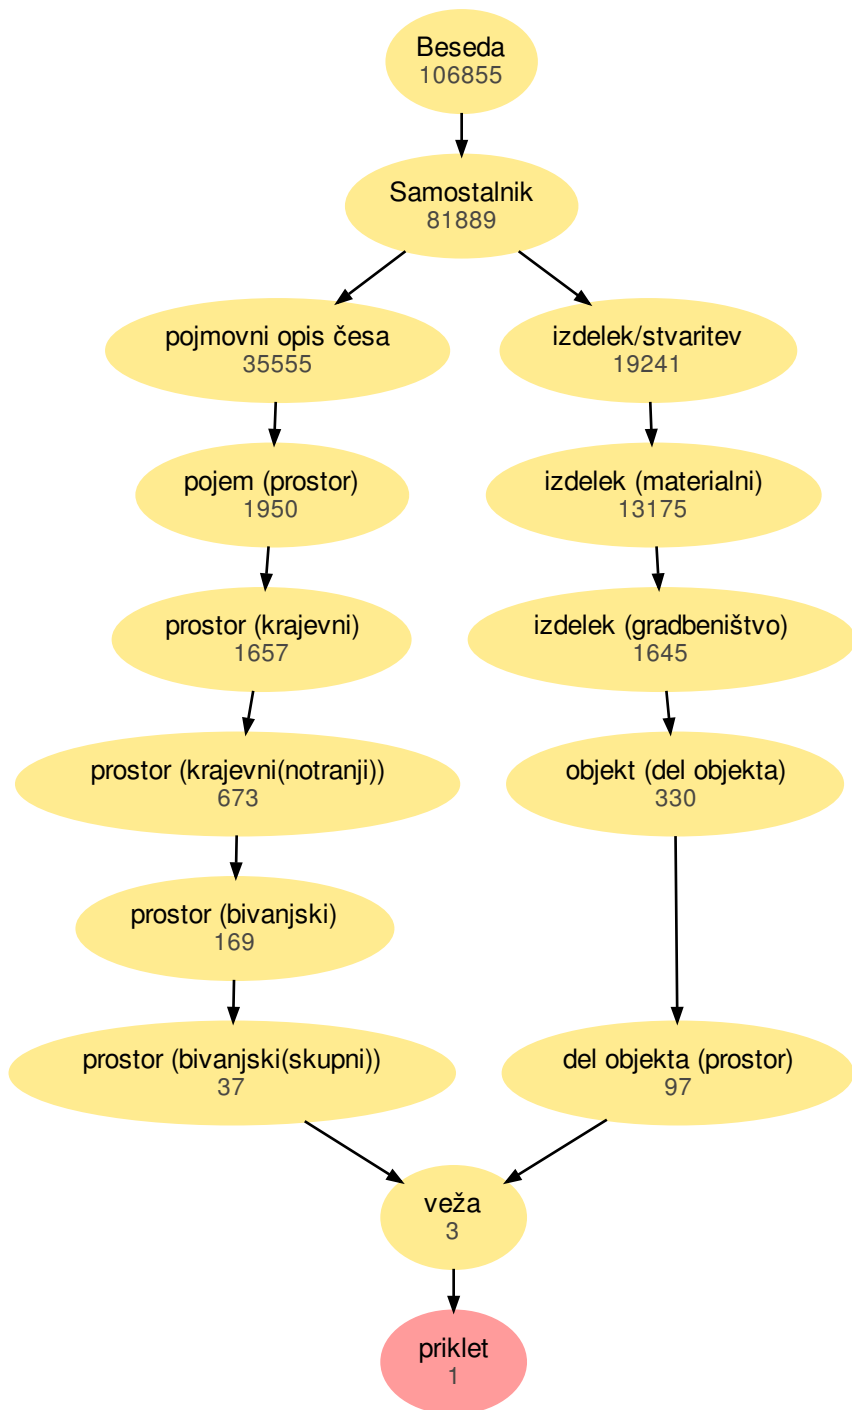 Beseda
106855
Samostalnik
81889
pojmovni opis česa
35555
izdelek/stvaritev
19241
pojem (prostor)
1950
izdelek (materialni)
13175
prostor (krajevni)
1657
izdelek (gradbeništvo)
1645
prostor (krajevni(notranji))
673
objekt (del objekta)
330
prostor (bivanjski)
169
prostor (bivanjski(skupni))
37
del objekta (prostor)
97
veža
3
priklet
1